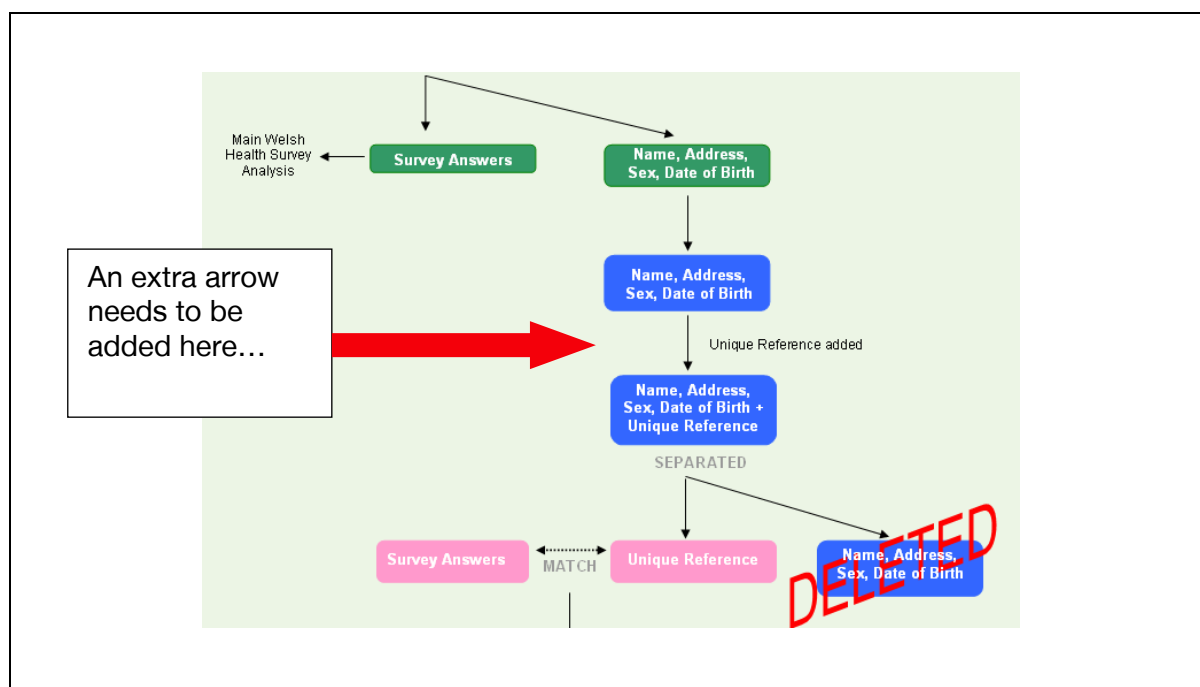 Main Welsh
Health Survey
Analysis
Survey Answers
Name, Address,
Sex, Date of Birth
An extra arrow
needs to be
added here…
Name, Address,
Sex, Date of Birth
Unique Reference added
Name, Address,
Sex, Date of Birth +
Unique Reference
SEPARATED
Survey Answers
MATCH
Unique Reference
Name, Address,
Sex, Date of Birth
DELETED